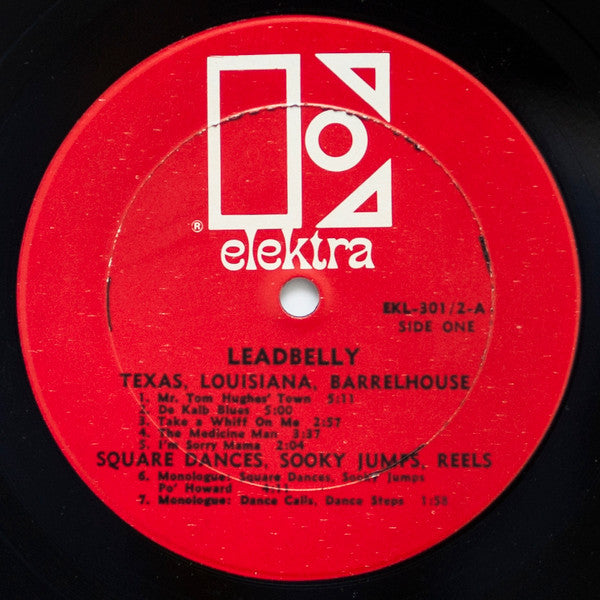 ®
elektra
EKL-301/2-A
SIDE ONE
LEADBELLY
TEXAS, LOUISIANA, BARRELHOUSE
1. Mr. Tom Hughes' Town 5:11
2. De Kalb Blues 5:00
3. Take a Whiff On Me 2:57
4. The Medicine Man 3:37
5. I'm Sorry Mama 2:04
SQUARE DANCES, SOOKY JUMPS, REELS
6. Monologue: Square Dances, Sooky Jumps
Po' Howard 4:11
7. Monologue: Dance Calls, Dance Steps 1:58